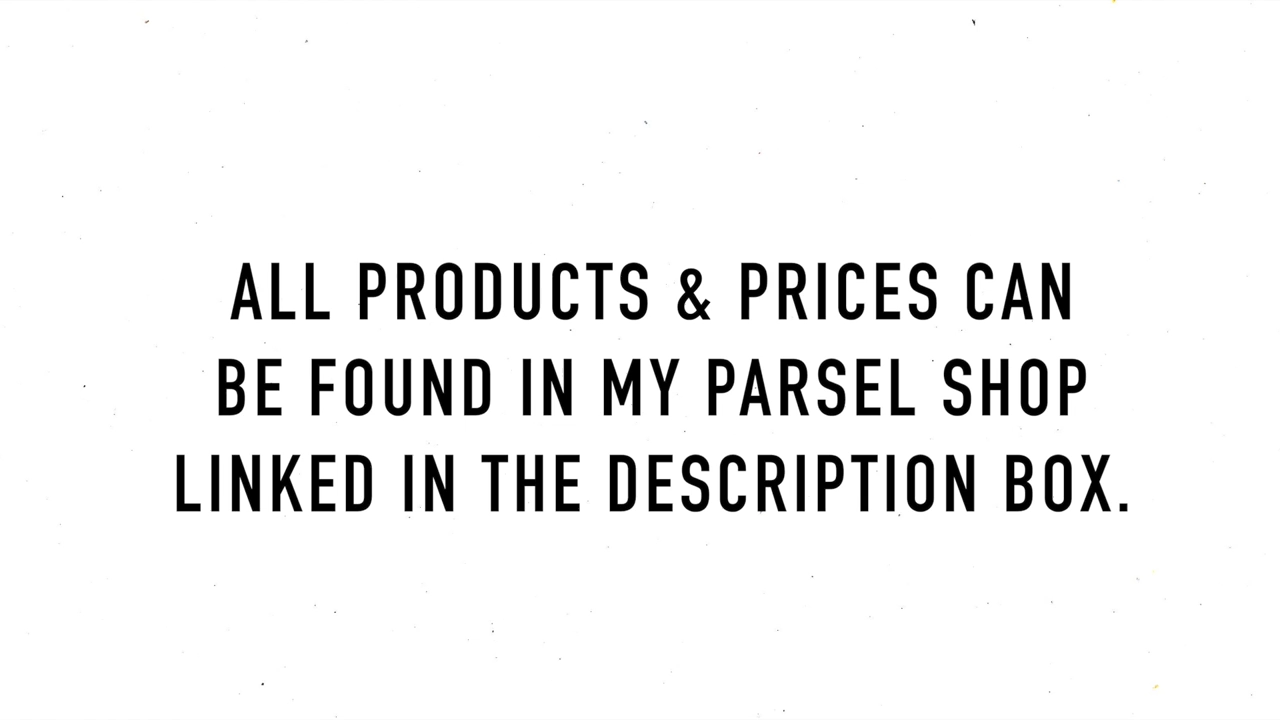 ALL PRODUCTS & PRICES CAN
BE FOUND IN MY PARSEL SHOP
LINKED IN THE DESCRIPTION BOX.